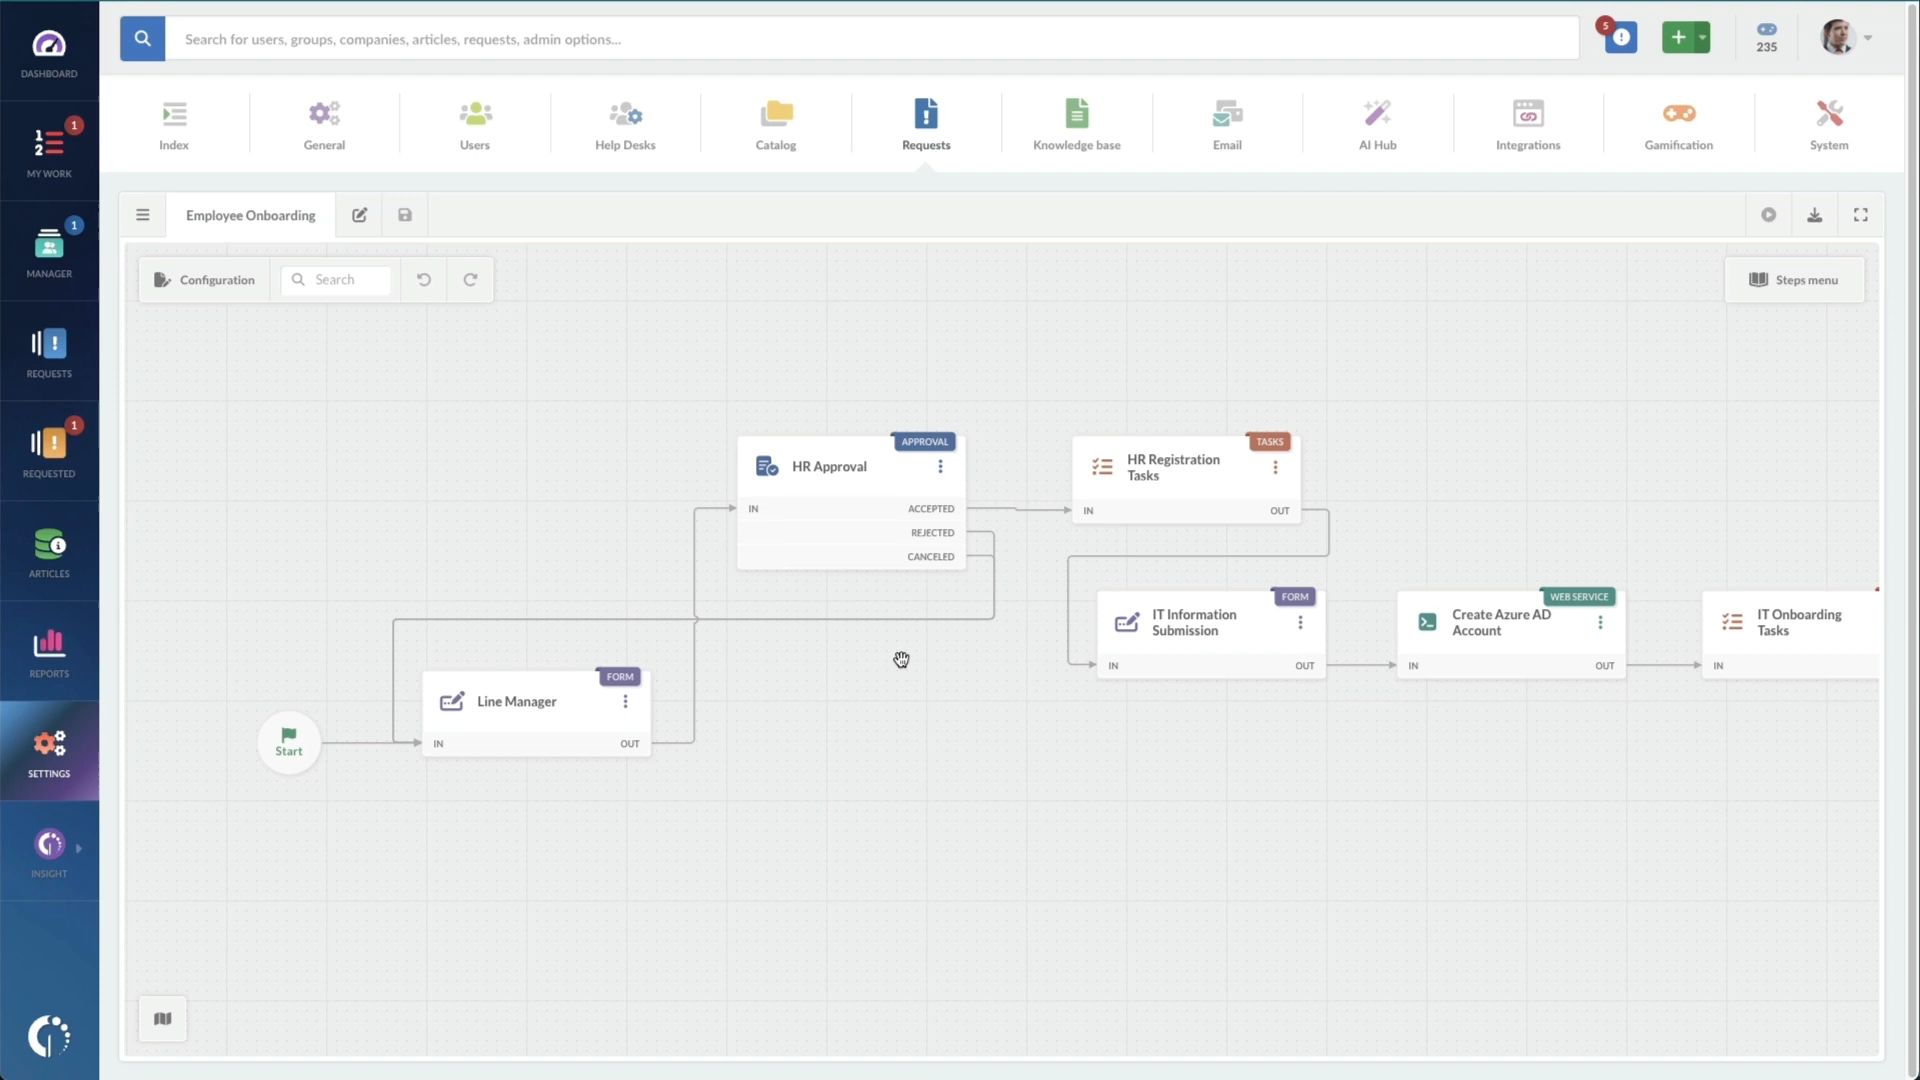 DASHBOARD
1
MY WORK
1
MANAGER
REQUESTS
1
REQUESTED
ARTICLES
REPORTS
SETTINGS
INSIGHT
Search for users, groups, companies, articles, requests, admin options...
5
235
Index
General
Users
Help Desks
Catalog
Requests
Knowledge base
Email
AI Hub
Integrations
Gamification
System
Employee Onboarding
Configuration
Search
Steps menu
APPROVAL
HR Approval
IN
ACCEPTED
REJECTED
CANCELED
TASKS
HR Registration
Tasks
IN
OUT
FORM
IT Information
Submission
IN
OUT
WEB SERVICE
Create Azure AD
Account
IN
OUT
IT Onboarding
Tasks
IN
FORM
Line Manager
IN
OUT
Start